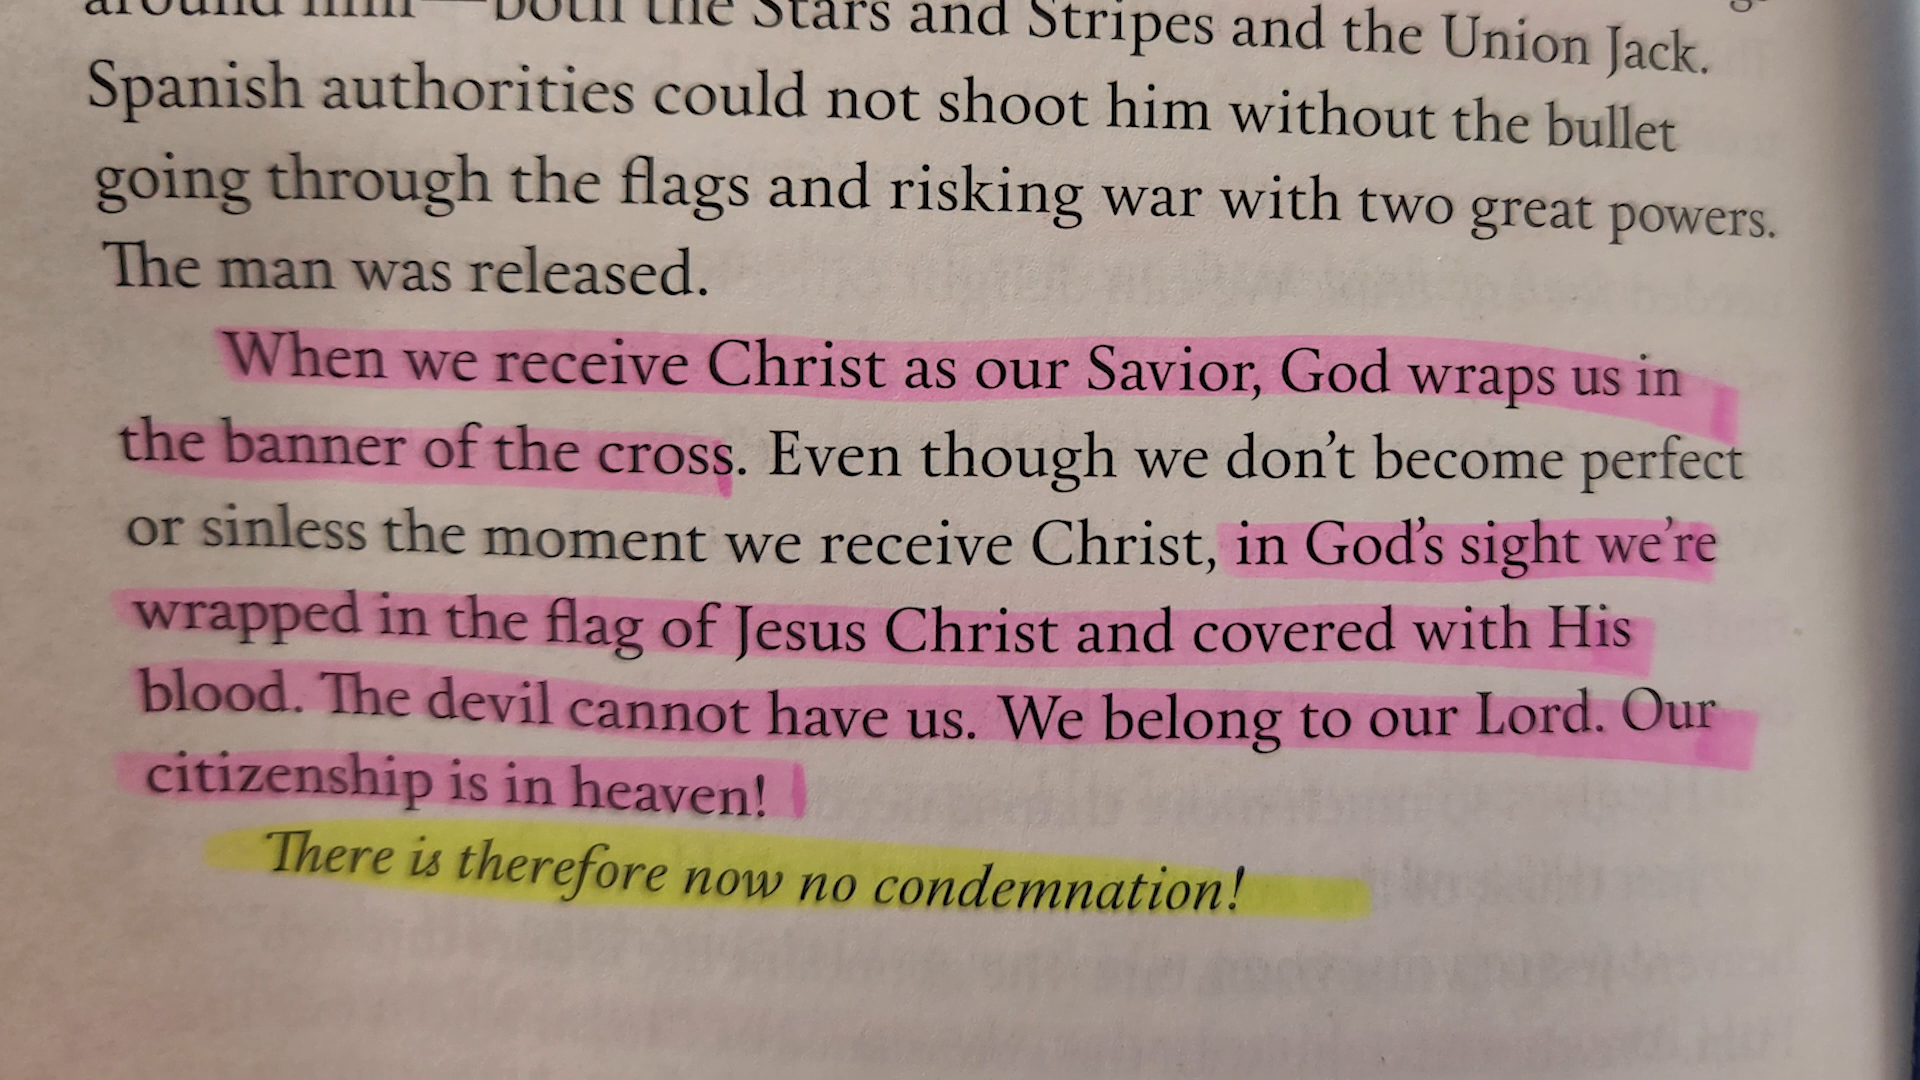 around him—both the Stars and Stripes and the Union Jack.
Spanish authorities could not shoot him without the bullet
going through the flags and risking war with two great powers.
The man was released.
When we receive Christ as our Savior, God wraps us in
the banner of the cross. Even though we don’t become perfect
or sinless the moment we receive Christ, in God’s sight we’re
wrapped in the flag of Jesus Christ and covered with His
blood. The devil cannot have us. We belong to our Lord. Our
citizenship is in heaven!
There is therefore now no condemnation!